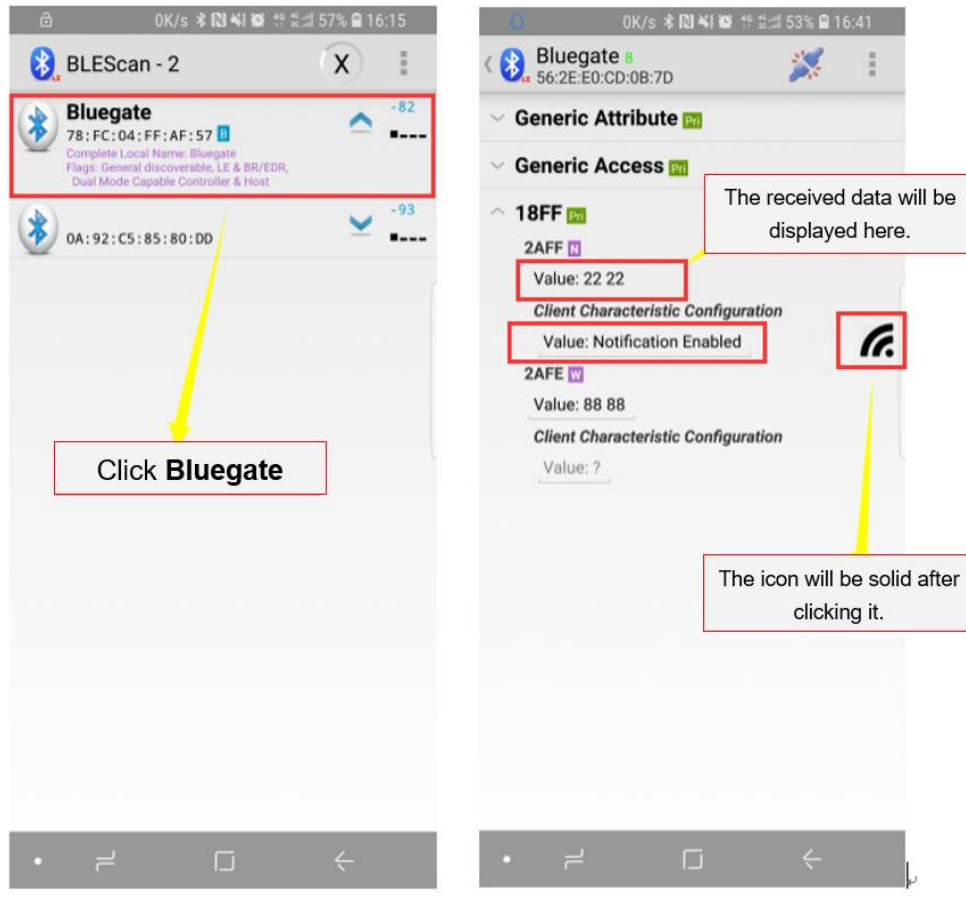 0K/s 57% 16:15
BLEScan - 2
X
Bluegate
-82
78:FC:04:FF:AF:57 B
Complete Local Name: Bluegate
Flags: General discoverable, LE & BR/EDR,
Dual Mode Capable Controller & Host
-93
0A:92:C5:85:80:DD
Click Bluegate
0K/s 53% 16:41
Bluegate 8
56:2E:E0:CD:0B:7D
Generic Attribute Pri
Generic Access Pri
The received data will be
displayed here.
18FF Pri
2AFF N
Value: 22 22
Client Characteristic Configuration
Value: Notification Enabled
2AFE W
Value: 88 88
Client Characteristic Configuration
Value: ?
The icon will be solid after
clicking it.